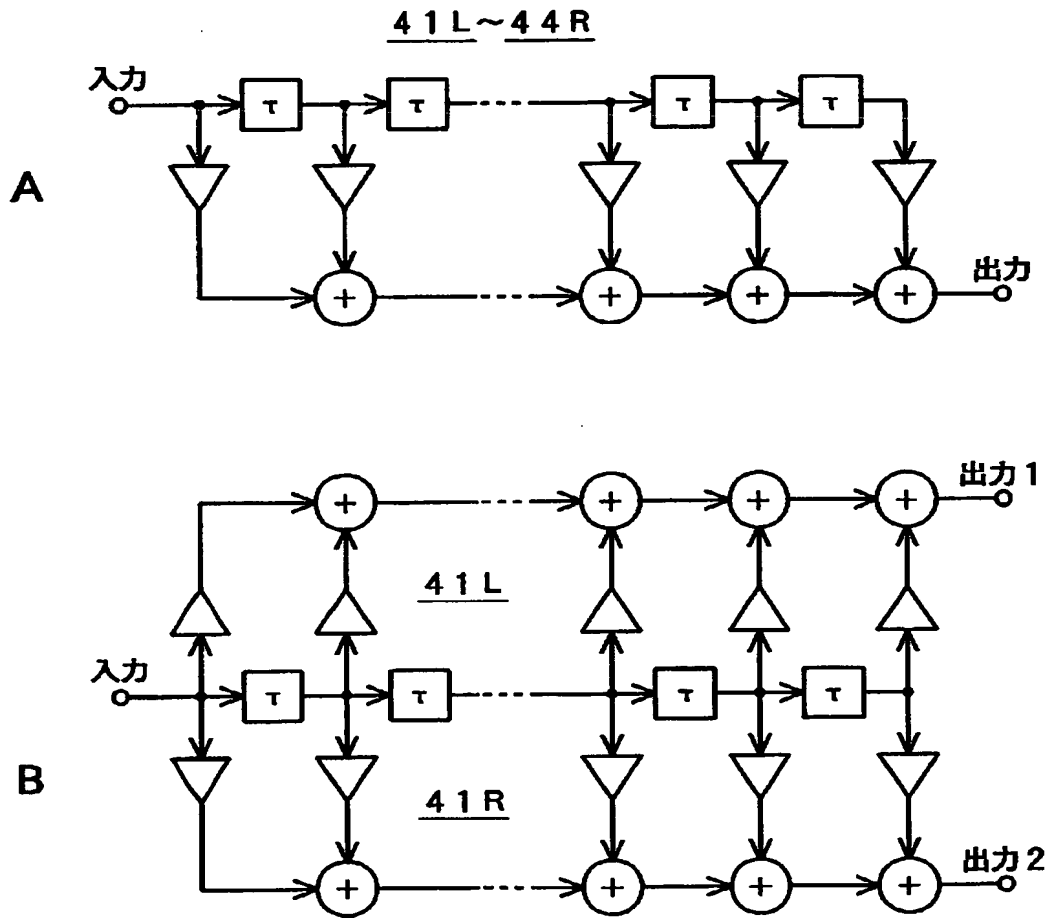 41L～44R
入力
τ τ τ τ
A
+ + + +
出力
+ + + +
出力1
41L
入力
τ τ τ τ
B
41R
+ + + +
出力2